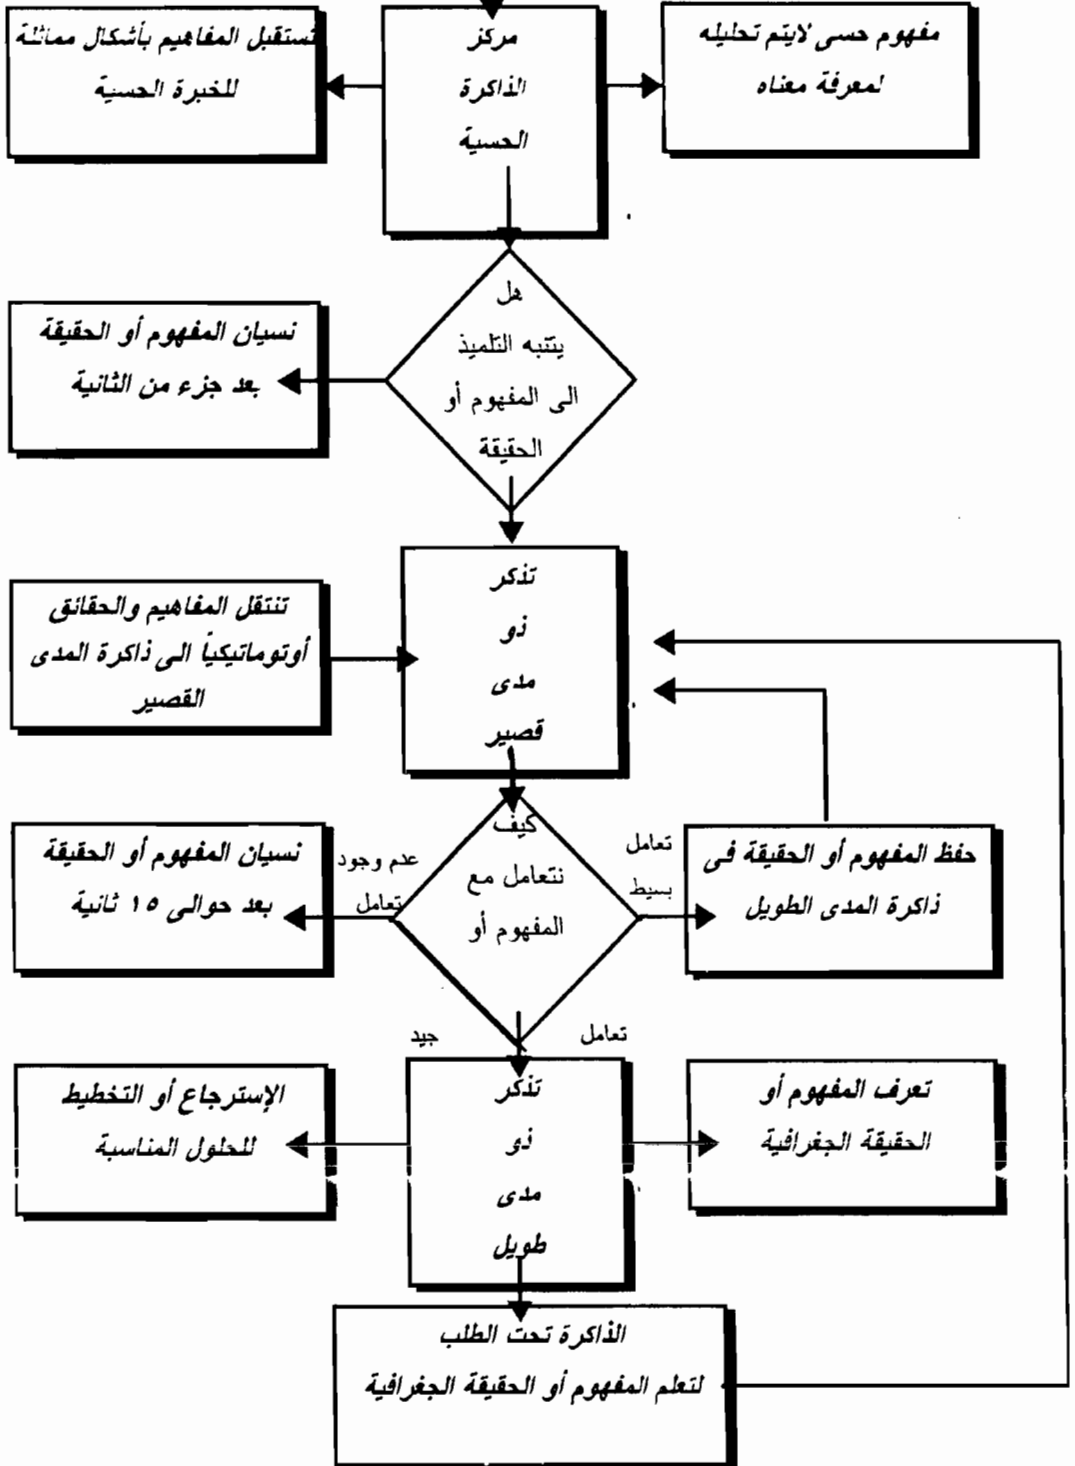 مفهوم حسى لايتم تحليله
لمعرفة معناه
مركز
الذاكرة
الحسية
تستقبل المفاهيم بأشكال مماثلة
للخبرة الحسية
هل
ينتبه التلميذ
الى المفهوم أو
الحقيقة
نسيان المفهوم أو الحقيقة
بعد جزء من الثانية
تذكر
ذو
مدى
قصير
تنتقل المفاهيم والحقائق
أوتوماتيكياً الى ذاكرة المدى
القصير
حفظ المفهوم أو الحقيقة فى
ذاكرة المدى الطويل
تعامل
بسيط
كيف
نتعامل مع
المفهوم أو
عدم وجود
تعامل
نسيان المفهوم أو الحقيقة
بعد حوالى ١٥ ثانية
تعامل
جيد
تعرف المفهوم أو
الحقيقة الجغرافية
تذكر
ذو
مدى
طويل
الإسترجاع أو التخطيط
للحلول المناسبة
الذاكرة تحت الطلب
لتعلم المفهوم أو الحقيقة الجغرافية